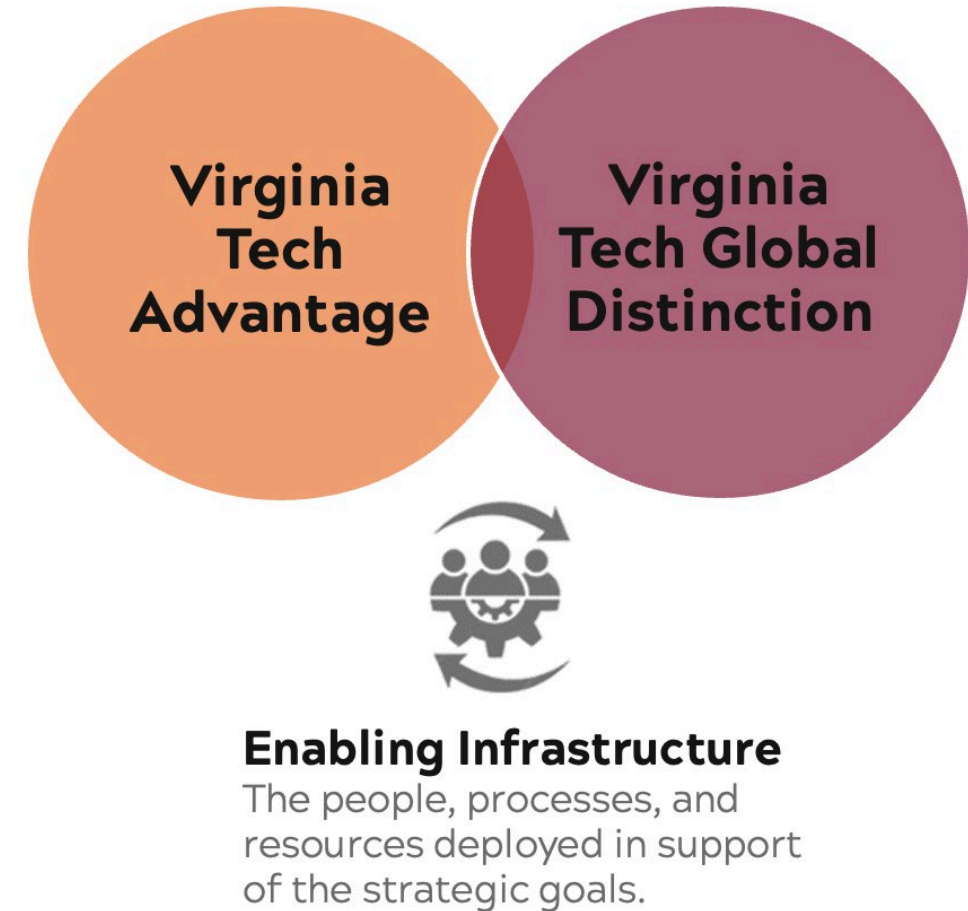 Virginia
Tech
Advantage
Virginia
Tech Global
Distinction
Enabling Infrastructure
The people, processes, and
resources deployed in support
of the strategic goals.